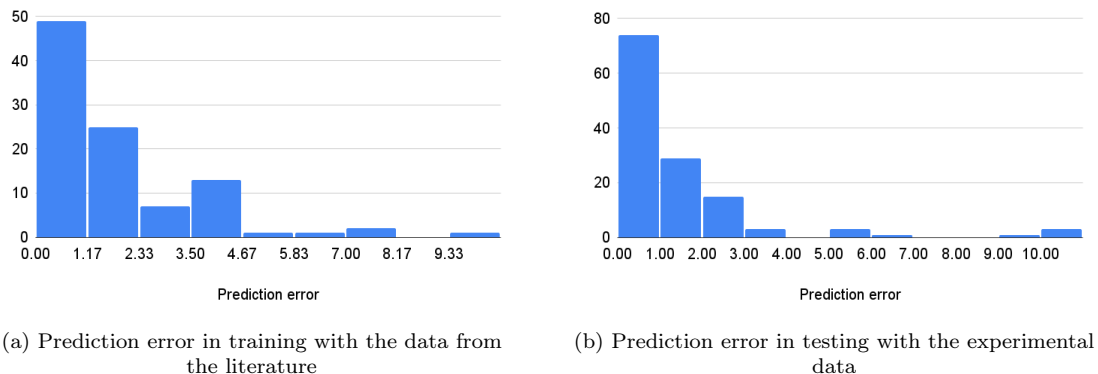 50
40
30
20
10
0
0.00 1.17 2.33 3.50 4.67 5.83 7.00 8.17 9.33
Prediction error
(a) Prediction error in training with the data from
the literature
80
60
40
20
0
0.00 1.00 2.00 3.00 4.00 5.00 6.00 7.00 8.00 9.00 10.00
Prediction error
(b) Prediction error in testing with the experimental
data